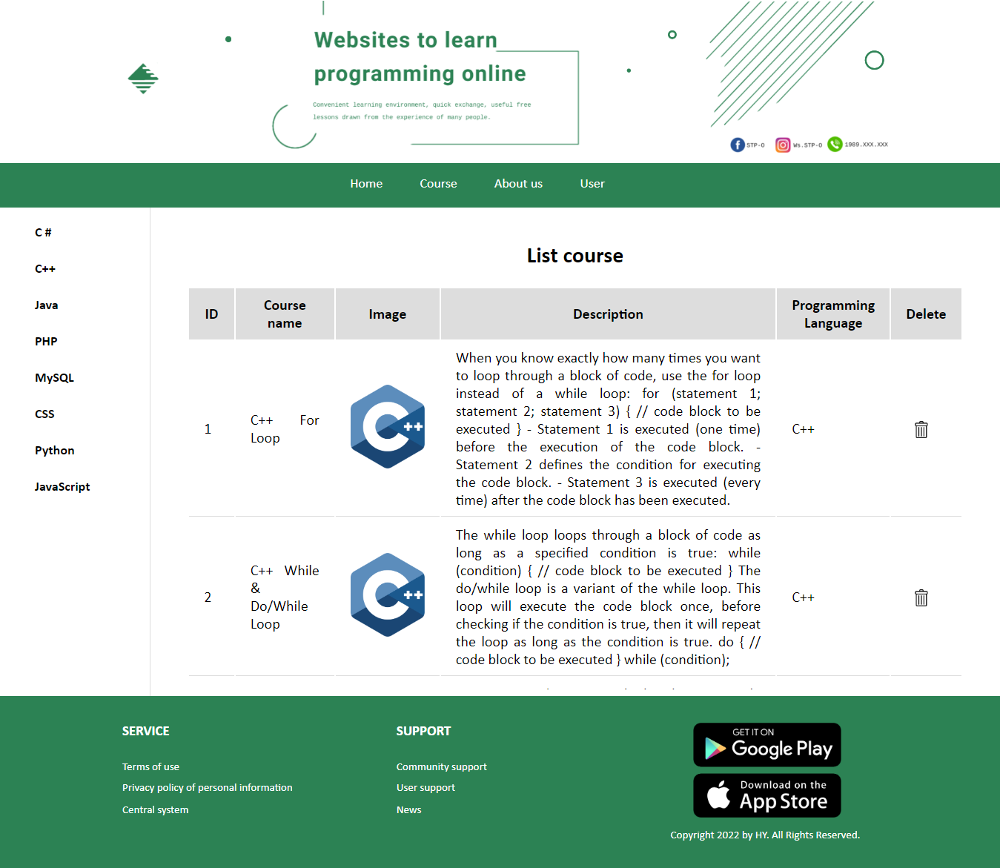 Websites to learn
programming online
Convenient learning environment, quick exchange, useful free
lessons drawn from the experience of many people.
STP-O
Ws.STP-O
1989.XXX.XXX
Home
Course
About us
User
C #
C++
Java
PHP
MySQL
CSS
Python
JavaScript
List course
ID
Course
name
Image
Description
Programming
Language
Delete
1
C++ For
Loop
C++
When you know exactly how many times you want
to loop through a block of code, use the for loop
instead of a while loop: for (statement 1;
statement 2; statement 3) { // code block to be
executed } - Statement 1 is executed (one time)
before the execution of the code block. -
Statement 2 defines the condition for executing
the code block. - Statement 3 is executed (every
time) after the code block has been executed.
C++
2
C++ While
&
Do/While
Loop
C++
The while loop loops through a block of code as
long as a specified condition is true: while
(condition) { // code block to be executed } The
do/while loop is a variant of the while loop. This
loop will execute the code block once, before
checking if the condition is true, then it will repeat
the loop as long as the condition is true. do { //
code block to be executed } while (condition);
C++
SERVICE
Terms of use
Privacy policy of personal information
Central system
SUPPORT
Community support
User support
News
GET IT ON
Google Play
Download on the
App Store
Copyright 2022 by HY. All Rights Reserved.